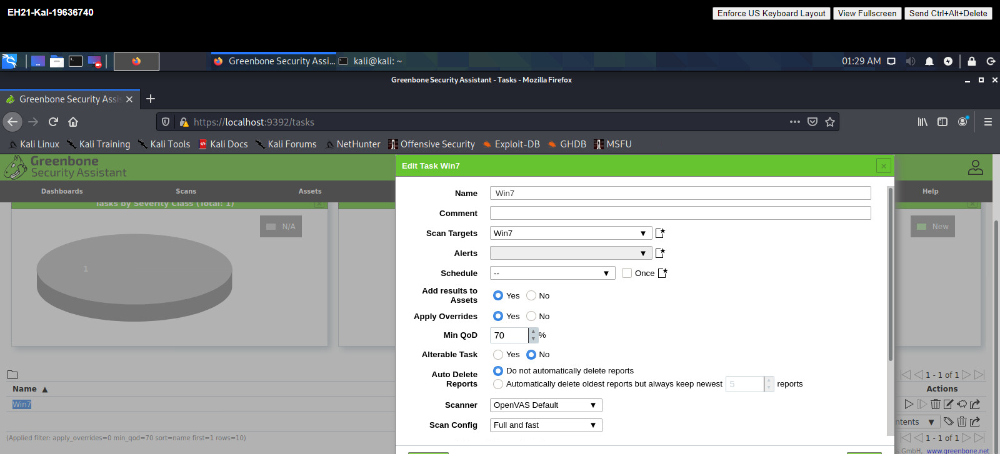 EH21-Kal-19636740
Enforce US Keyboard Layout View Fullscreen Send Ctrl+Alt+Delete
Greenbone Security Assi... kali@kali: ~ 01:29 AM
Greenbone Security Assistant - Tasks - Mozilla Firefox
Greenbone Security Assis
https://localhost:9392/tasks
Kali Linux Kali Training Kali Tools Kali Docs Kali Forums NetHunter Offensive Security Exploit-DB GHDB MSFU
Greenbone
Security Assistant
Edit Task Win7
Dashboards Scans Assets Help
Tasks by Severity Class (Total: 1)
N/A
New
1
Name Win7
Comment
Scan Targets Win7
Alerts
Schedule -- Once
Add results to
Assets
Yes No
Apply Overrides Yes No
Min QoD 70 %
Alterable Task Yes No
Auto Delete
Reports
Do not automatically delete reports
Automatically delete oldest reports but always keep newest 5 reports
Scanner OpenVAS Default
Scan Config Full and fast
1 - 1 of 1
Name ▲ Actions
Win7
ntents
(Applied filter: apply_overrides=0 min_qod=70 sort=name first=1 rows=10)
1 - 1 of 1
s GmbH, www.greenbone.net